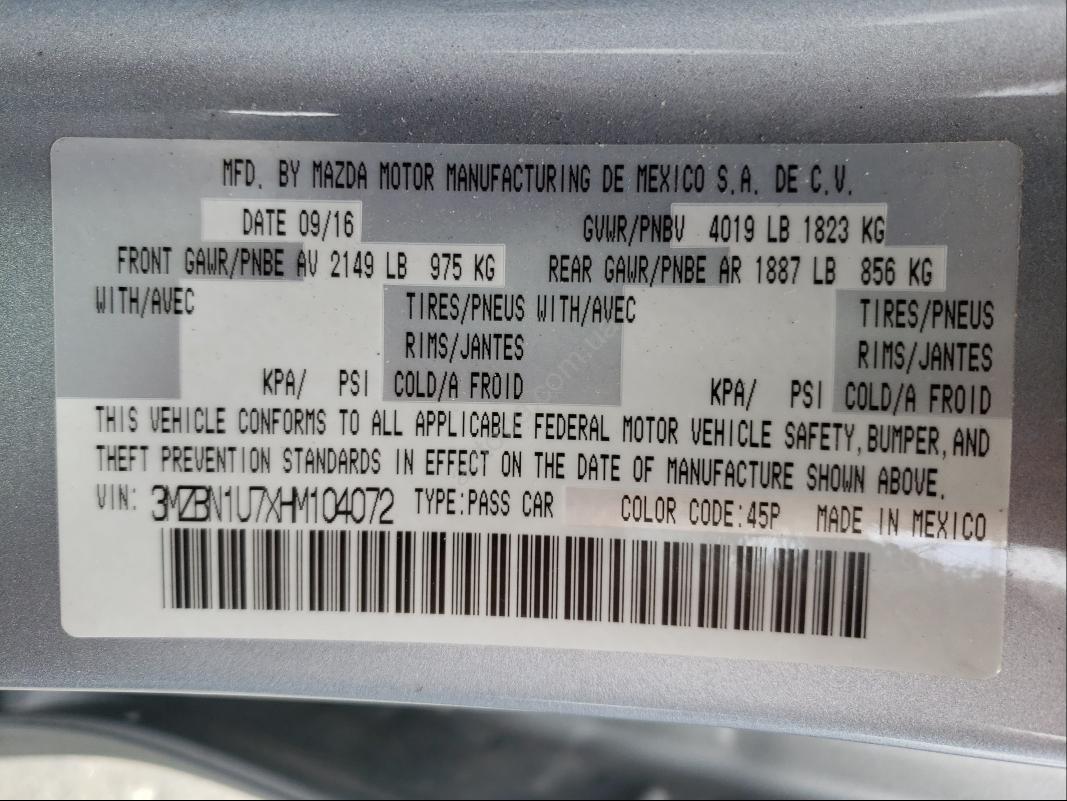 MFD. BY MAZDA MOTOR MANUFACTURING DE MEXICO S.A. DE C.V.
DATE 09/16 GVWR/PNBV 4019 LB 1823 KG
FRONT GAWR/PNBE AV 2149 LB 975 KG REAR GAWR/PNBE AR 1887 LB 856 KG
WITH/AVEC TIRES/PNEUS WITH/AVEC TIRES/PNEUS
RIMS/JANTES RIMS/JANTES
KPA/ PSI COLD/A FROID KPA/ PSI COLD/A FROID
THIS VEHICLE CONFORMS TO ALL APPLICABLE FEDERAL MOTOR VEHICLE SAFETY, BUMPER, AND
THEFT PREVENTION STANDARDS IN EFFECT ON THE DATE OF MANUFACTURE SHOWN ABOVE.
VIN: 3MZBN1U7XHM104072 TYPE:PASS CAR COLOR CODE:45P MADE IN MEXICO